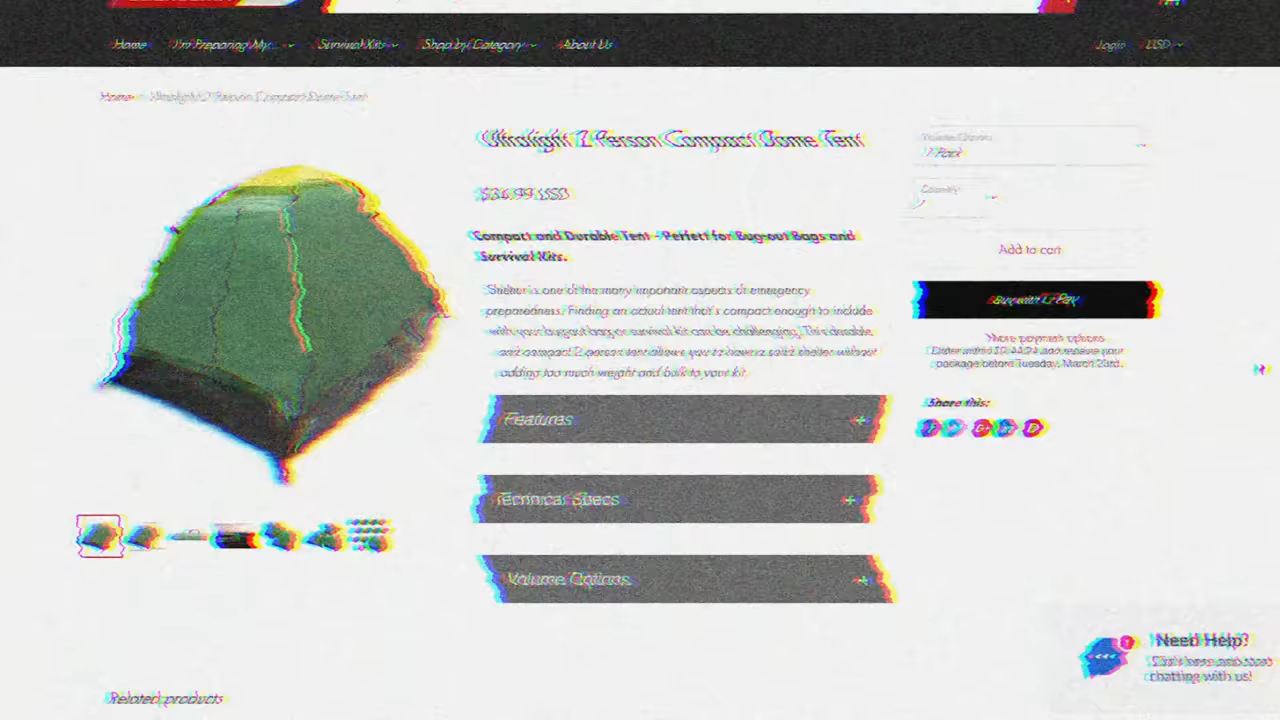 Home I'm Preparing My... Survival Kits Shop by Category About Us Login USD
Home Ultralight 2 Person Compact Dome Tent
Ultralight 2 Person Compact Dome Tent
$34.99 USD
Compact and Durable Tent - Perfect for Bug-out Bags and
Survival Kits.
Shelter is one of the many important aspects of emergency
preparedness. Finding an actual tent that's compact enough to include
with your bug out bags or survival kit can be challenging. This durable
and compact 2 person tent allows you to have a solid shelter without
adding too much weight and bulk to your kit.
Features +
Technical Specs +
Volume Options +
Volume Options
1 Pack
Quantity
Add to cart
Buy with G Pay
More payment options
Order within and receive your
package before Tuesday, March 23rd.
Share this:
Need Help?
Click here and start
chatting with us!
Related products